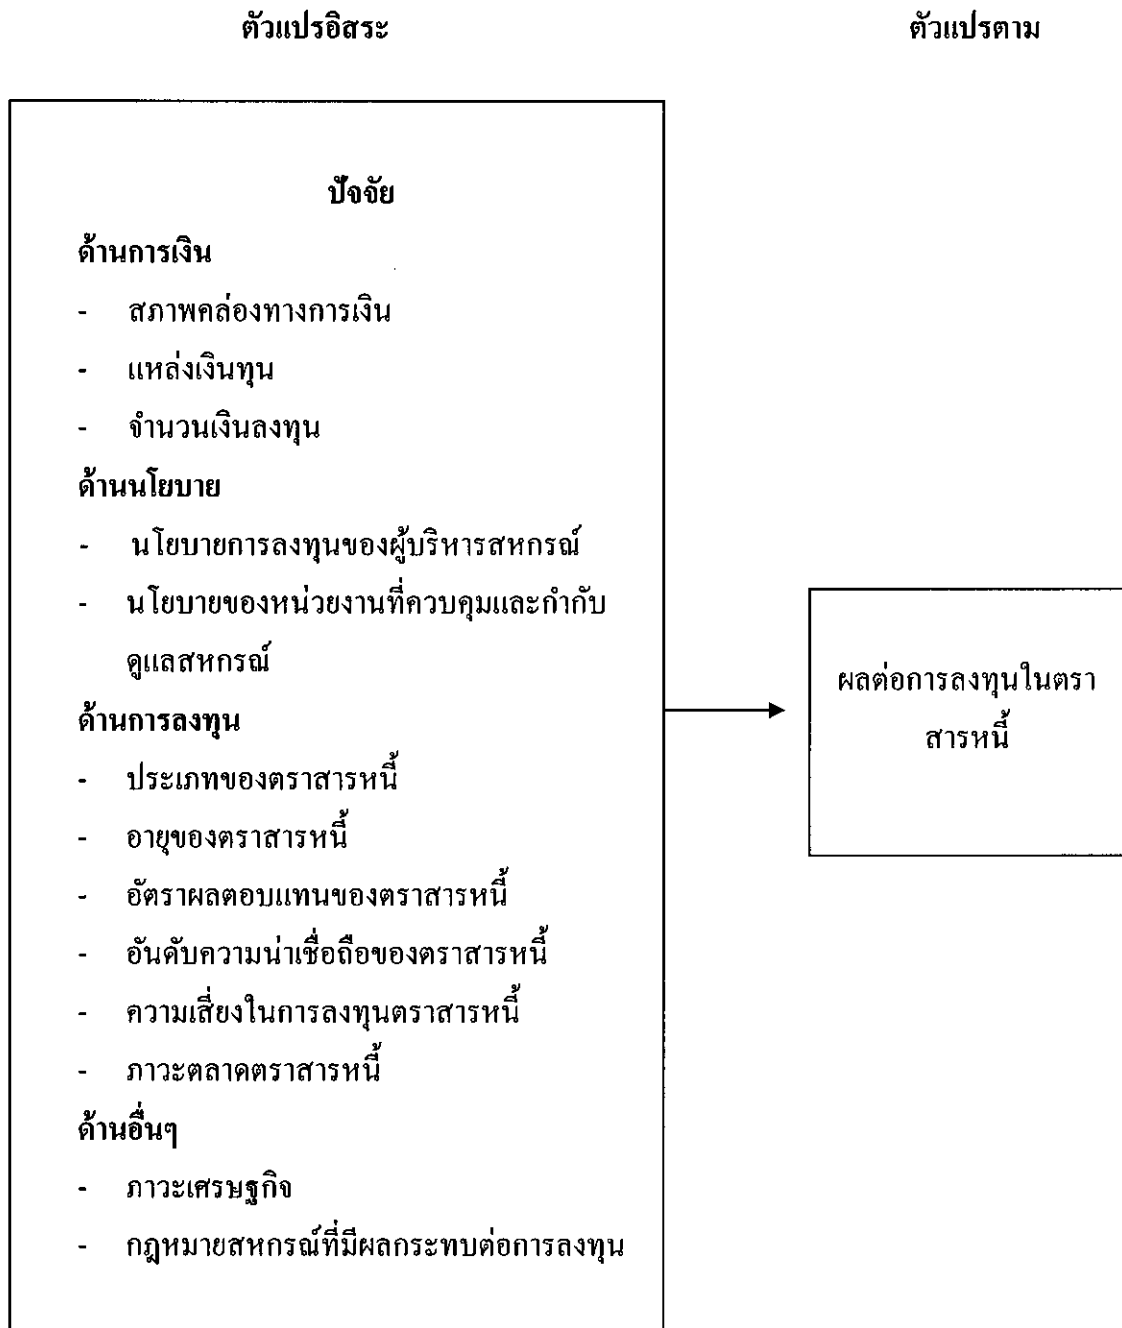 ตัวแปรอิสระ
ตัวแปรตาม
ปัจจัย
ด้านการเงิน
- สภาพคล่องทางการเงิน
- แหล่งเงินทุน
- จำนวนเงินลงทุน
ด้านนโยบาย
- นโยบายการลงทุนของผู้บริหารสหกรณ์
- นโยบายของหน่วยงานที่ควบคุมและกำกับ
ดูแลสหกรณ์
ด้านการลงทุน
- ประเภทของตราสารหนี้
- อายุของตราสารหนี้
- อัตราผลตอบแทนของตราสารหนี้
- อันดับความน่าเชื่อถือของตราสารหนี้
- ความเสี่ยงในการลงทุนตราสารหนี้
- ภาวะตลาดตราสารหนี้
ด้านอื่นๆ
- ภาวะเศรษฐกิจ
- กฎหมายสหกรณ์ที่มีผลกระทบต่อการลงทุน
ผลต่อการลงทุนในตรา
สารหนี้